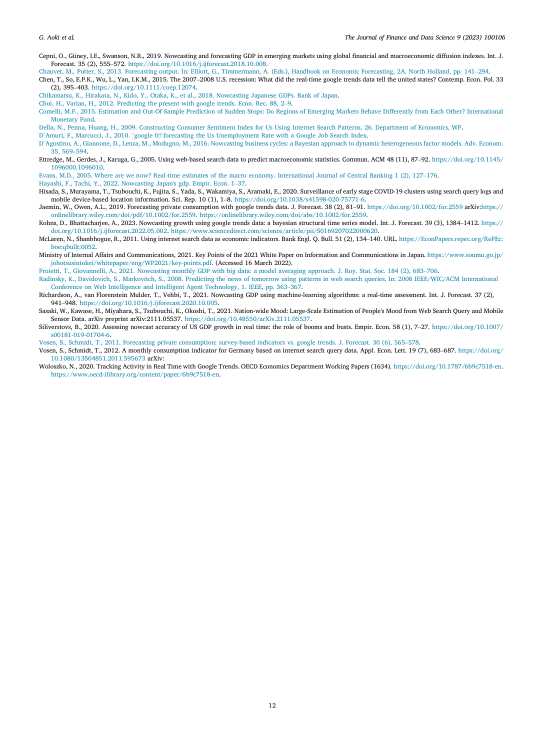 G. Aoki et al.
The Journal of Finance and Data Science 9 (2023) 100106
Cepni, O., Güney, I.E., Swanson, N.R., 2019. Nowcasting and forecasting GDP in emerging markets using global financial and macroeconomic diffusion indexes. Int. J.
Forecast. 35 (2), 555–572. https://doi.org/10.1016/j.ijforecast.2018.10.008.
Chauvet, M., Potter, S., 2013. Forecasting output. In: Elliott, G., Timmermann, A. (Eds.), Handbook on Economic Forecasting, 2A. North Holland, pp. 141–294.
Chen, T., So, E.P.K., Wu, L., Yan, I.K.M., 2015. The 2007–2008 U.S. recession: What did the real-time google trends data tell the united states? Contemp. Econ. Pol. 33
(2), 395–403. https://doi.org/10.1111/coep.12074.
Chikamatsu, K., Hirakata, N., Kido, Y., Otaka, K., et al., 2018. Nowcasting Japanese GDPs. Bank of Japan.
Choi, H., Varian, H., 2012. Predicting the present with google trends. Econ. Rec. 88, 2–9.
Comelli, M.F., 2015. Estimation and Out-Of-Sample Prediction of Sudden Stops: Do Regions of Emerging Markets Behave Differently from Each Other? International
Monetary Fund.
Della, N., Penna, Huang, H., 2009. Constructing Consumer Sentiment Index for Us Using Internet Search Patterns, 26. Department of Economics, WP.
D'Amuri, F., Marcucci, J., 2010. 'google It!' forecasting the Us Unemployment Rate with a Google Job Search Index.
D'Agostino, A., Giannone, D., Lenza, M., Modugno, M., 2016. Nowcasting business cycles: a Bayesian approach to dynamic heterogeneous factor models. Adv. Econom.
35, 569–594.
Ettredge, M., Gerdes, J., Karuga, G., 2005. Using web-based search data to predict macroeconomic statistics. Commun. ACM 48 (11), 87–92. https://doi.org/10.1145/
1096000.1096010.
Evans, M.D., 2005. Where are we now? Real-time estimates of the macro economy. International Journal of Central Banking 1 (2), 127–176.
Hayashi, F., Tachi, Y., 2022. Nowcasting Japan's gdp. Empir. Econ. 1–37.
Hisada, S., Murayama, T., Tsubouchi, K., Fujita, S., Yada, S., Wakamiya, S., Aramaki, E., 2020. Surveillance of early stage COVID-19 clusters using search query logs and
mobile device-based location information. Sci. Rep. 10 (1), 1–8. https://doi.org/10.1038/s41598-020-75771-6.
Jaemin, W., Owen, A.L., 2019. Forecasting private consumption with google trends data. J. Forecast. 38 (2), 81–91. https://doi.org/10.1002/for.2559 arXiv:https://
onlinelibrary.wiley.com/doi/pdf/10.1002/for.2559. https://onlinelibrary.wiley.com/doi/abs/10.1002/for.2559.
Kohns, D., Bhattacharjee, A., 2023. Nowcasting growth using google trends data: a bayesian structural time series model. Int. J. Forecast. 39 (3), 1384–1412. https://
doi.org/10.1016/j.ijforecast.2022.05.002. https://www.sciencedirect.com/science/article/pii/S0169207022000620.
McLaren, N., Shanbhogue, R., 2011. Using internet search data as economic indicators. Bank Engl. Q. Bull. 51 (2), 134–140. URL. https://EconPapers.repec.org/RePEc:
boe:qbullt:0052.
Ministry of Internal Affairs and Communications, 2021. Key Points of the 2021 White Paper on Information and Communications in Japan. https://www.soumu.go.jp/
johotsusintokei/whitepaper/eng/WP2021/key-points.pdf. (Accessed 16 March 2022).
Proietti, T., Giovannelli, A., 2021. Nowcasting monthly GDP with big data: a model averaging approach. J. Roy. Stat. Soc. 184 (2), 683–706.
Radinsky, K., Davidovich, S., Markovitch, S., 2008. Predicting the news of tomorrow using patterns in web search queries. In: 2008 IEEE/WIC/ACM International
Conference on Web Intelligence and Intelligent Agent Technology, 1. IEEE, pp. 363–367.
Richardson, A., van Florenstein Mulder, T., Vehbi, T., 2021. Nowcasting GDP using machine-learning algorithms: a real-time assessment. Int. J. Forecast. 37 (2),
941–948. https://doi.org/10.1016/j.ijforecast.2020.10.005.
Sasaki, W., Kawane, H., Miyahara, S., Tsubouchi, K., Okoshi, T., 2021. Nation-wide Mood: Large-Scale Estimation of People's Mood from Web Search Query and Mobile
Sensor Data. arXiv preprint arXiv:2111.05537. https://doi.org/10.48550/arXiv.2111.05537.
Siliverstovs, B., 2020. Assessing nowcast accuracy of US GDP growth in real time: the role of booms and busts. Empir. Econ. 58 (1), 7–27. https://doi.org/10.1007/
s00181-019-01704-6.
Vosen, S., Schmidt, T., 2011. Forecasting private consumption: survey-based indicators vs. google trends. J. Forecast. 30 (6), 565–578.
Vosen, S., Schmidt, T., 2012. A monthly consumption indicator for Germany based on internet search query data. Appl. Econ. Lett. 19 (7), 683–687. https://doi.org/
10.1080/13504851.2011.595673 arXiv:
Woloszko, N., 2020. Tracking Activity in Real Time with Google Trends. OECD Economics Department Working Papers (1634). https://doi.org/10.1787/6b9c7518-en.
https://www.oecd-ilibrary.org/content/paper/6b9c7518-en.
12